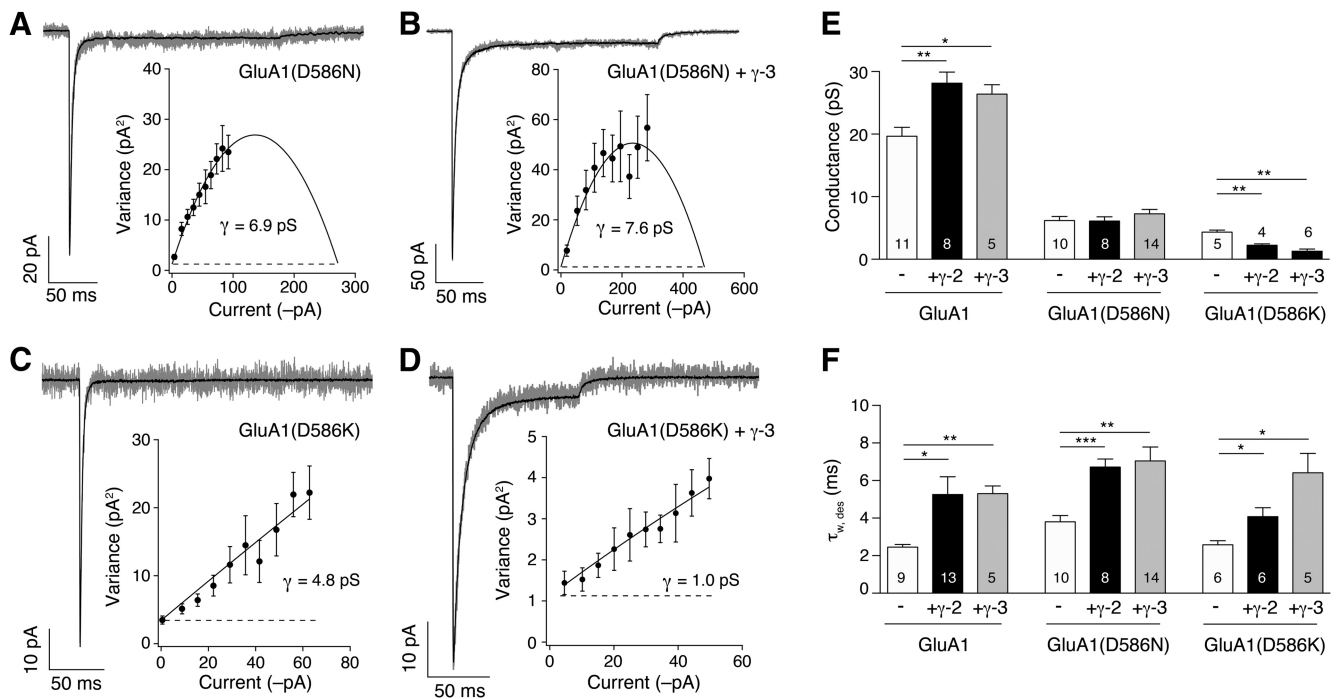 A
GluA1(D586N)
40
30
20
10
0
Variance (pA²)
γ = 6.9 pS
0 100 200 300
Current (–pA)
20 pA
50 ms
B
GluA1(D586N) + γ-3
80
60
40
20
0
Variance (pA²)
γ = 7.6 pS
0 200 400 600
Current (–pA)
50 pA
50 ms
C
GluA1(D586K)
30
20
10
0
Variance (pA²)
γ = 4.8 pS
0 20 40 60 80
Current (–pA)
10 pA
50 ms
D
GluA1(D586K) + γ-3
5
4
3
2
1
0
Variance (pA²)
γ = 1.0 pS
0 20 40 60
Current (–pA)
10 pA
50 ms
E
Conductance (pS)
30
20
10
0
* ** ** **
11 8 5 10 8 14 5 4 6
- +γ-2 +γ-3 - +γ-2 +γ-3 - +γ-2 +γ-3
GluA1 GluA1(D586N) GluA1(D586K)
F
τw, des (ms)
10
8
6
4
2
0
** * ** *** * *
9 13 5 10 8 14 6 6 5
- +γ-2 +γ-3 - +γ-2 +γ-3 - +γ-2 +γ-3
GluA1 GluA1(D586N) GluA1(D586K)